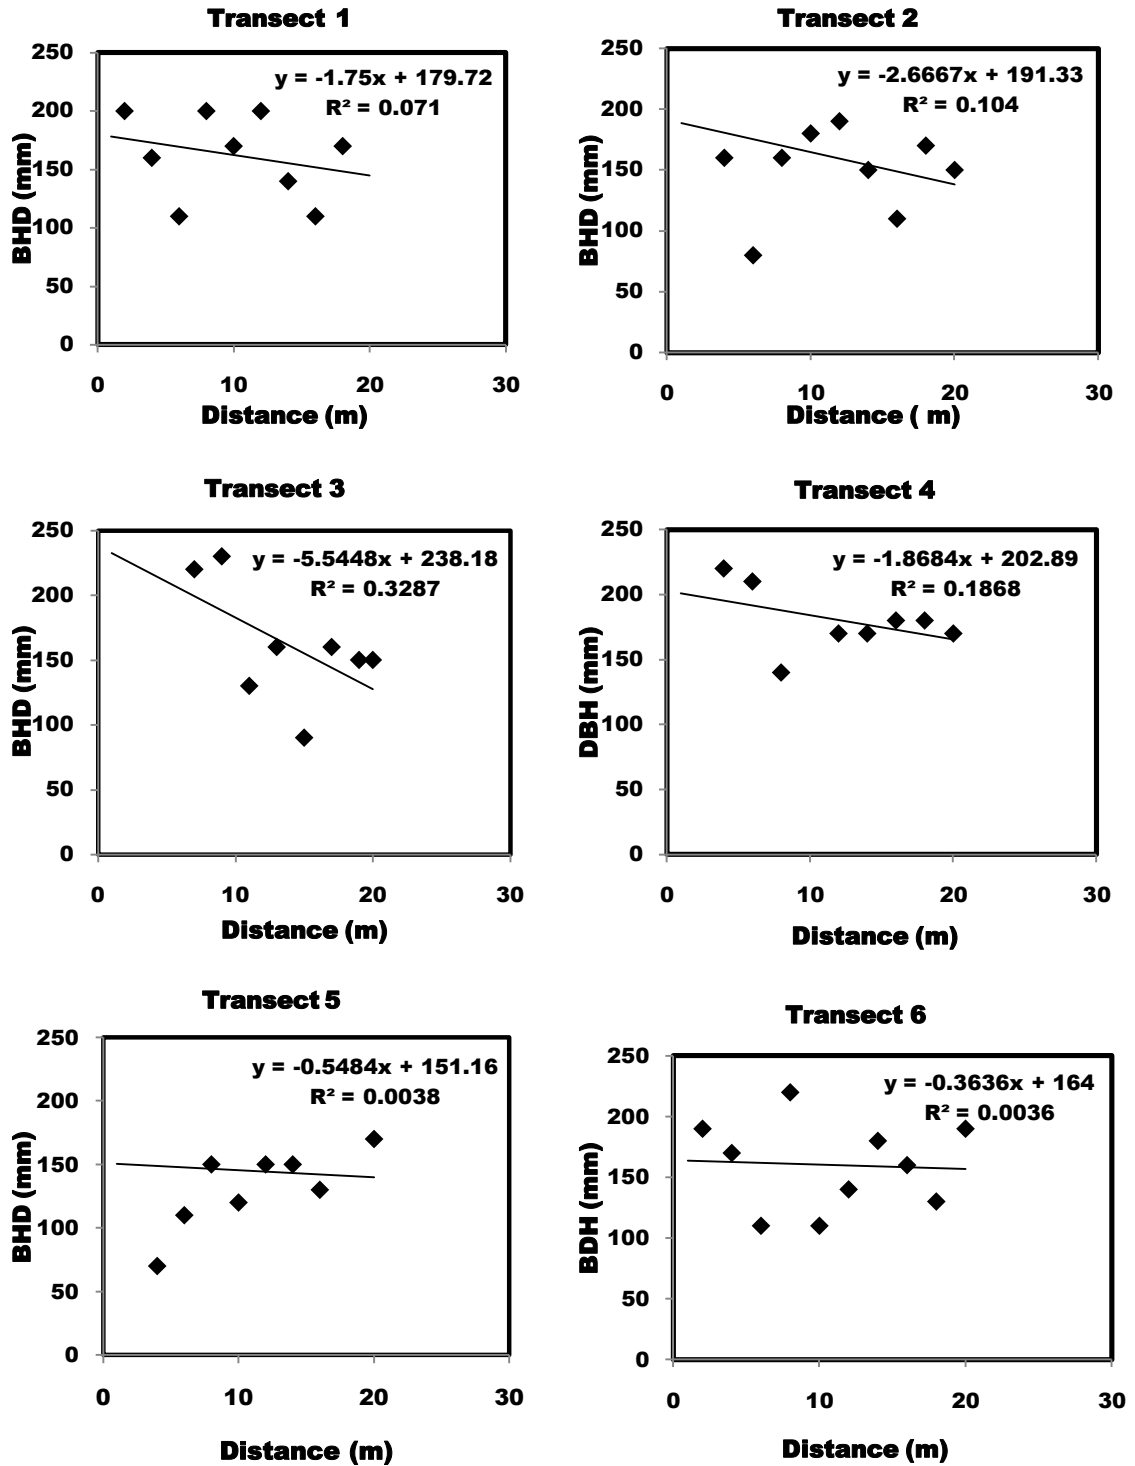 Transect 1
250
200
150
100
50
0
BHD (mm)
y = -1.75x + 179.72
R² = 0.071
0 10 20 30
Distance (m)
Transect 2
250
200
150
100
50
0
BHD (mm)
y = -2.6667x + 191.33
R² = 0.104
0 10 20 30
Distance ( m)
Transect 3
250
200
150
100
50
0
BHD (mm)
y = -5.5448x + 238.18
R² = 0.3287
0 10 20 30
Distance (m)
Transect 4
250
200
150
100
50
0
DBH (mm)
y = -1.8684x + 202.89
R² = 0.1868
0 10 20 30
Distance (m)
Transect 5
250
200
150
100
50
0
BHD (mm)
y = -0.5484x + 151.16
R² = 0.0038
0 10 20 30
Distance (m)
Transect 6
250
200
150
100
50
0
BDH (mm)
y = -0.3636x + 164
R² = 0.0036
0 10 20 30
Distance (m)